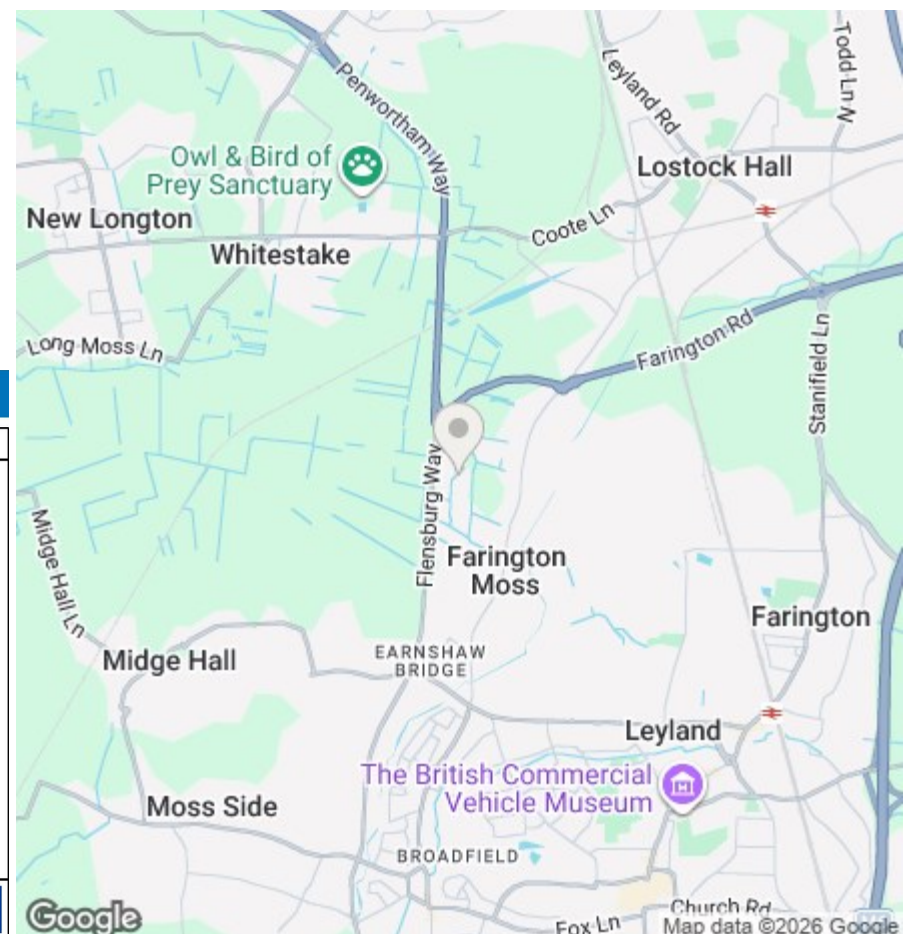 Todd Ln N
Leyland Rd
Penwortham Way
Owl & Bird of
Prey Sanctuary
Lostock Hall
New Longton
Coote Ln
Whitestake
Long Moss Ln
Farington Rd
Stanifield Ln
Flensburg Way
Midge Hall Ln
Farington
Moss
Farington
EARNSHAW
BRIDGE
Midge Hall
Leyland
The British Commercial
Vehicle Museum
Moss Side
BROADFIELD
Church Rd
Fox Ln
Google
Map data ©2026 Google